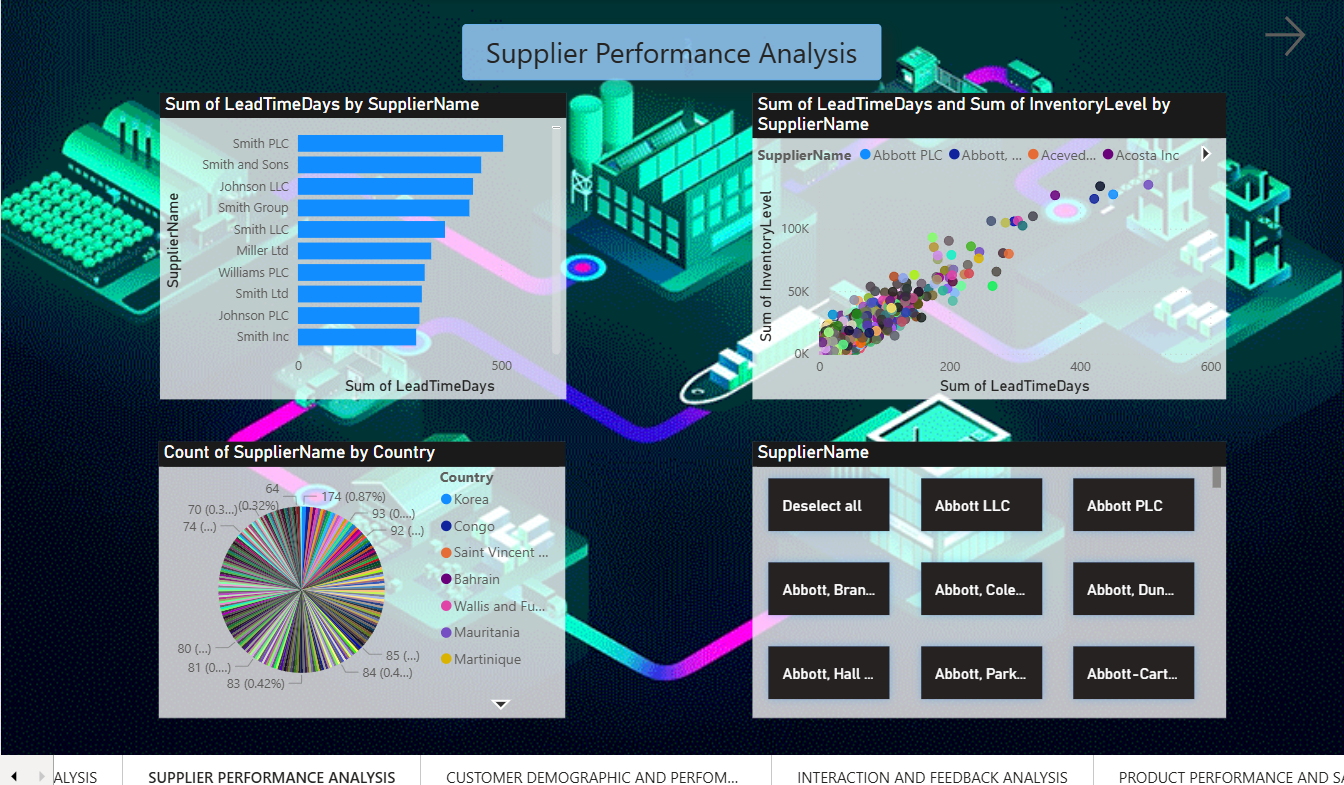 Supplier Performance Analysis
Sum of LeadTimeDays by SupplierName
SupplierName
Smith PLC
Smith and Sons
Johnson LLC
Smith Group
Smith LLC
Miller Ltd
Williams PLC
Smith Ltd
Johnson PLC
Smith Inc
0
500
Sum of LeadTimeDays
Sum of LeadTimeDays and Sum of InventoryLevel by
SupplierName
SupplierName Abbott PLC Abbott, ... Aceved... Acosta Inc
Sum of InventoryLevel
100K
50K
0K
0 200 400 600
Sum of LeadTimeDays
Count of SupplierName by Country
64
(0.32%)
174 (0.87%)
70 (0.3...)
93 (0....)
74 (...)
92 (...)
80 (...)
85 (...)
81 (0....)
84 (0.4...)
83 (0.42%)
Country
Korea
Congo
Saint Vincent ...
Bahrain
Wallis and Fu...
Mauritania
Martinique
SupplierName
Deselect all
Abbott LLC
Abbott PLC
Abbott, Bran...
Abbott, Cole...
Abbott, Dun...
Abbott, Hall ...
Abbott, Park...
Abbott-Cart...
ALYSIS
SUPPLIER PERFORMANCE ANALYSIS
CUSTOMER DEMOGRAPHIC AND PERFOM...
INTERACTION AND FEEDBACK ANALYSIS
PRODUCT PERFORMANCE AND SA